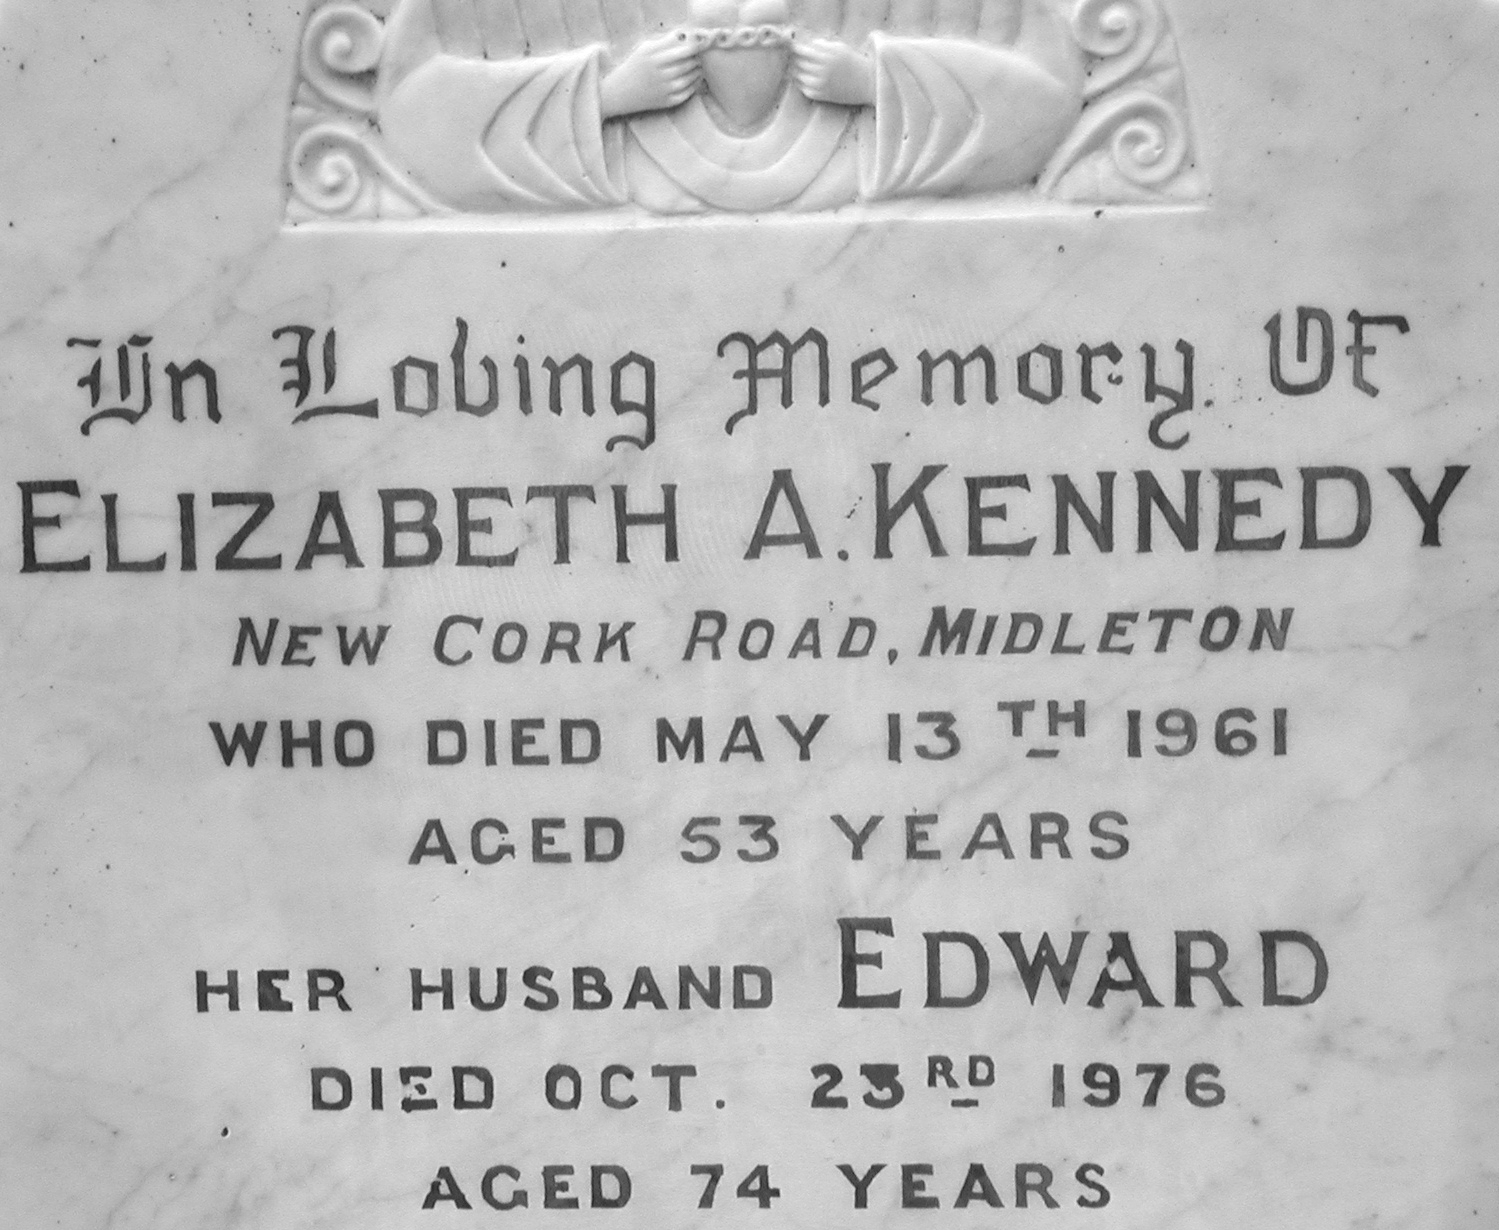 In Loving Memory Of
ELIZABETH A. KENNEDY
NEW CORK ROAD, MIDLETON
WHO DIED MAY 13TH 1961
AGED 53 YEARS
HER HUSBAND EDWARD
DIED OCT. 23RD 1976
AGED 74 YEARS